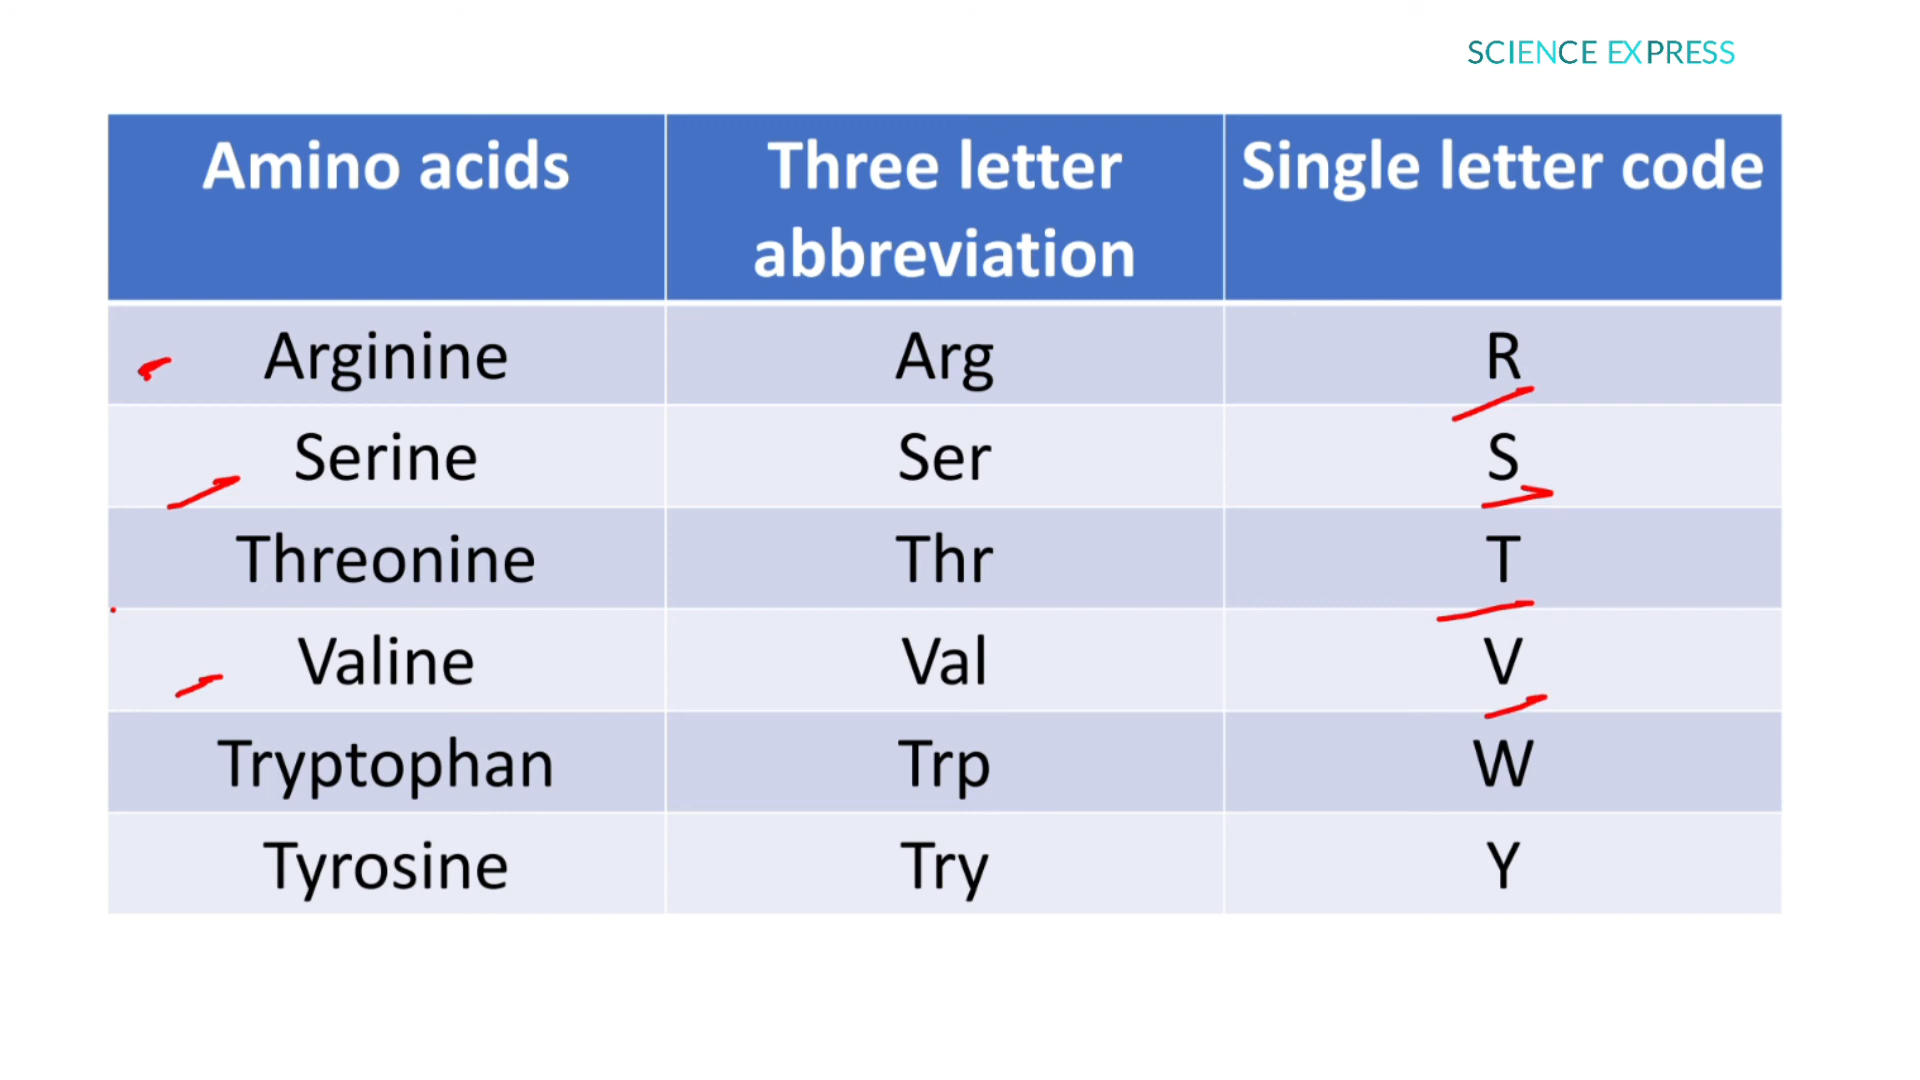 SCIENCE EXPRESS
Amino acids Three letter abbreviation Single letter code
Arginine Arg R
Serine Ser S
Threonine Thr T
Valine Val V
Tryptophan Trp W
Tyrosine Try Y